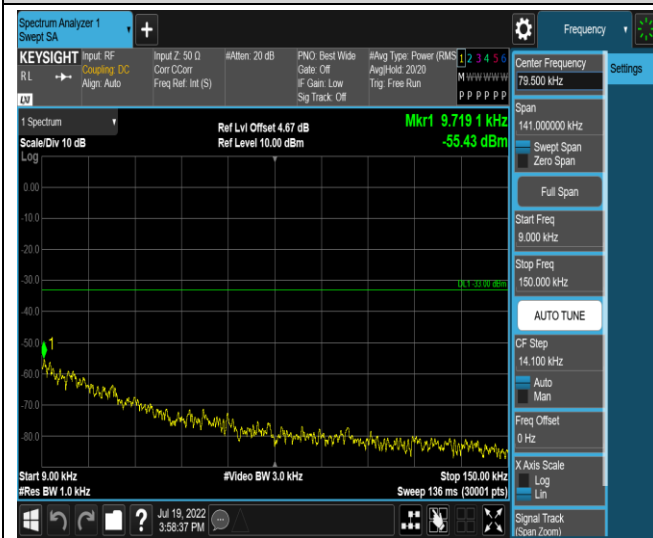 Spectrum Analyzer 1
Swept SA
Frequency
KEYSIGHT
RL
LXI
Input: RF
Coupling: DC
Align: Auto
Input Z: 50 Ω
Corr CCorr
Freq Ref: Int (S)
#Atten: 20 dB
PNO: Best Wide
Gate: Off
IF Gain: Low
Sig Track: Off
#Avg Type: Power (RMS
Avg|Hold: 20/20
Trig: Free Run
1 2 3 4 5 6
M W W W W W
P P P P P P
Center Frequency
79.500 kHz
Settings
Span
141.000000 kHz
Swept Span
Zero Span
Full Span
Start Freq
9.000 kHz
Stop Freq
150.000 kHz
AUTO TUNE
CF Step
14.100 kHz
Auto
Man
Freq Offset
0 Hz
X Axis Scale
Log
Lin
Signal Track
(Span Zoom)
1 Spectrum
Scale/Div 10 dB
Log
Ref Lvl Offset 4.67 dB
Ref Level 10.00 dBm
Mkr1 9.719 1 kHz
-55.43 dBm
0.00
-10.0
-20.0
-30.0
DL1 -33.00 dBm
-40.0
-50.0
1
-60.0
-70.0
-80.0
Start 9.00 kHz
#Res BW 1.0 kHz
#Video BW 3.0 kHz
Stop 150.00 kHz
Sweep 136 ms (30001 pts)
?
Jul 19, 2022
3:58:37 PM